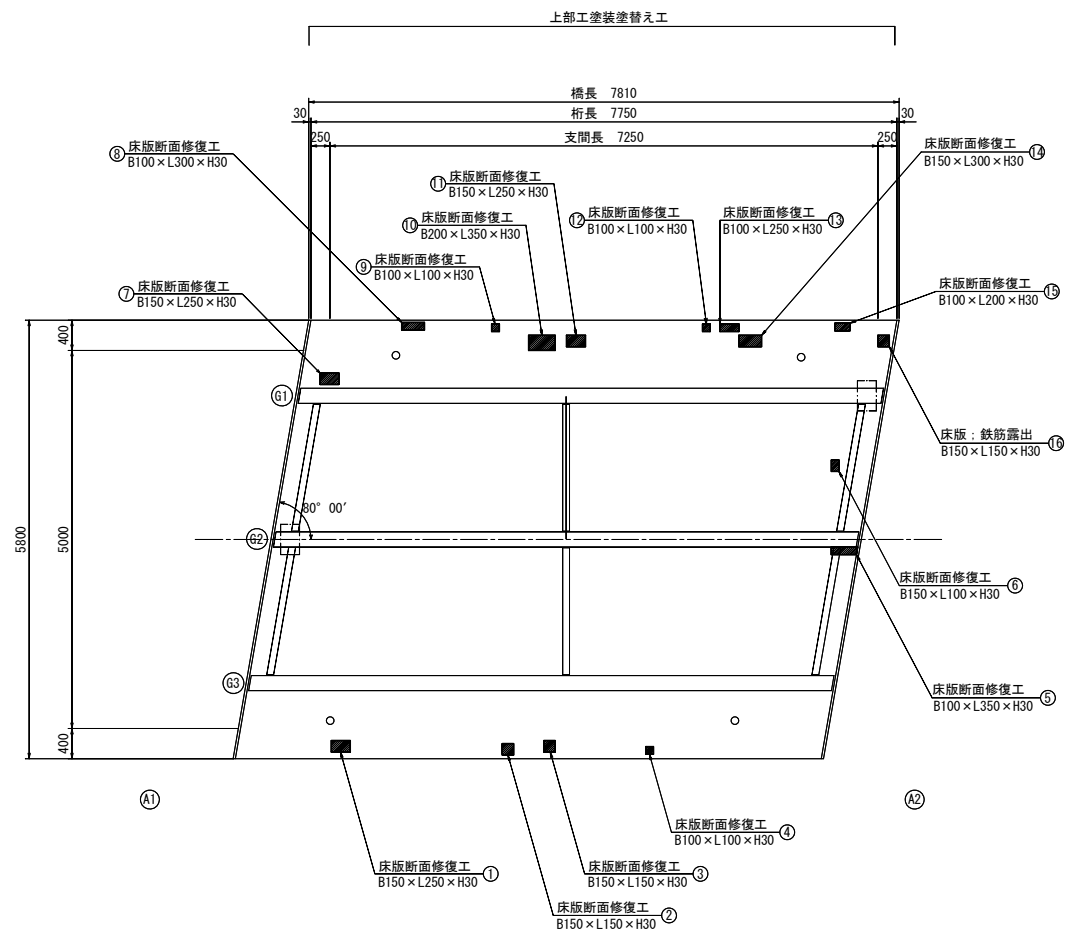 上部工塗装塗替え工
橋長 7810
30 桁長 7750 30
250 支間長 7250 250
⑧ 床版断面修復工
B100×L300×H30
床版断面修復工 ⑭
B150×L300×H30
⑪ 床版断面修復工
B150×L250×H30
⑩ 床版断面修復工
B200×L350×H30
⑫ 床版断面修復工
B100×L100×H30
床版断面修復工 ⑬
B100×L250×H30
⑨ 床版断面修復工
B100×L100×H30
⑦ 床版断面修復工
B150×L250×H30
床版断面修復工 ⑮
B100×L200×H30
400
G1
床版：鉄筋露出 ⑯
B150×L150×H30
80° 00′
5800
5000
G2
床版断面修復工 ⑥
B150×L100×H30
G3
床版断面修復工 ⑤
B100×L350×H30
400
A1
A2
床版断面修復工 ④
B100×L100×H30
床版断面修復工 ①
B150×L250×H30
床版断面修復工 ③
B150×L150×H30
床版断面修復工 ②
B150×L150×H30